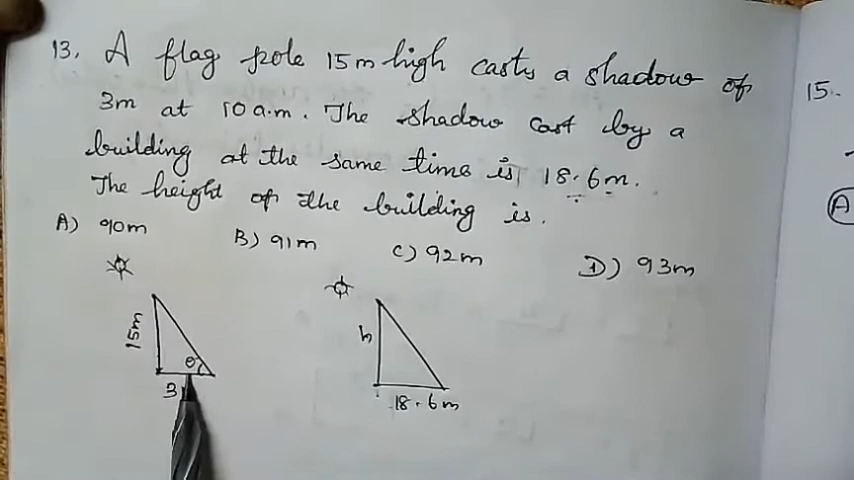 13. A flag pole 15m high casts a shadow of
3m at 10 a.m. The shadow cast by a
building at the same time is 18.6m.
The height of the building is.
A) 90m B) 91m C) 92m D) 93m
15m
θ
3
h
18.6m
15.
A